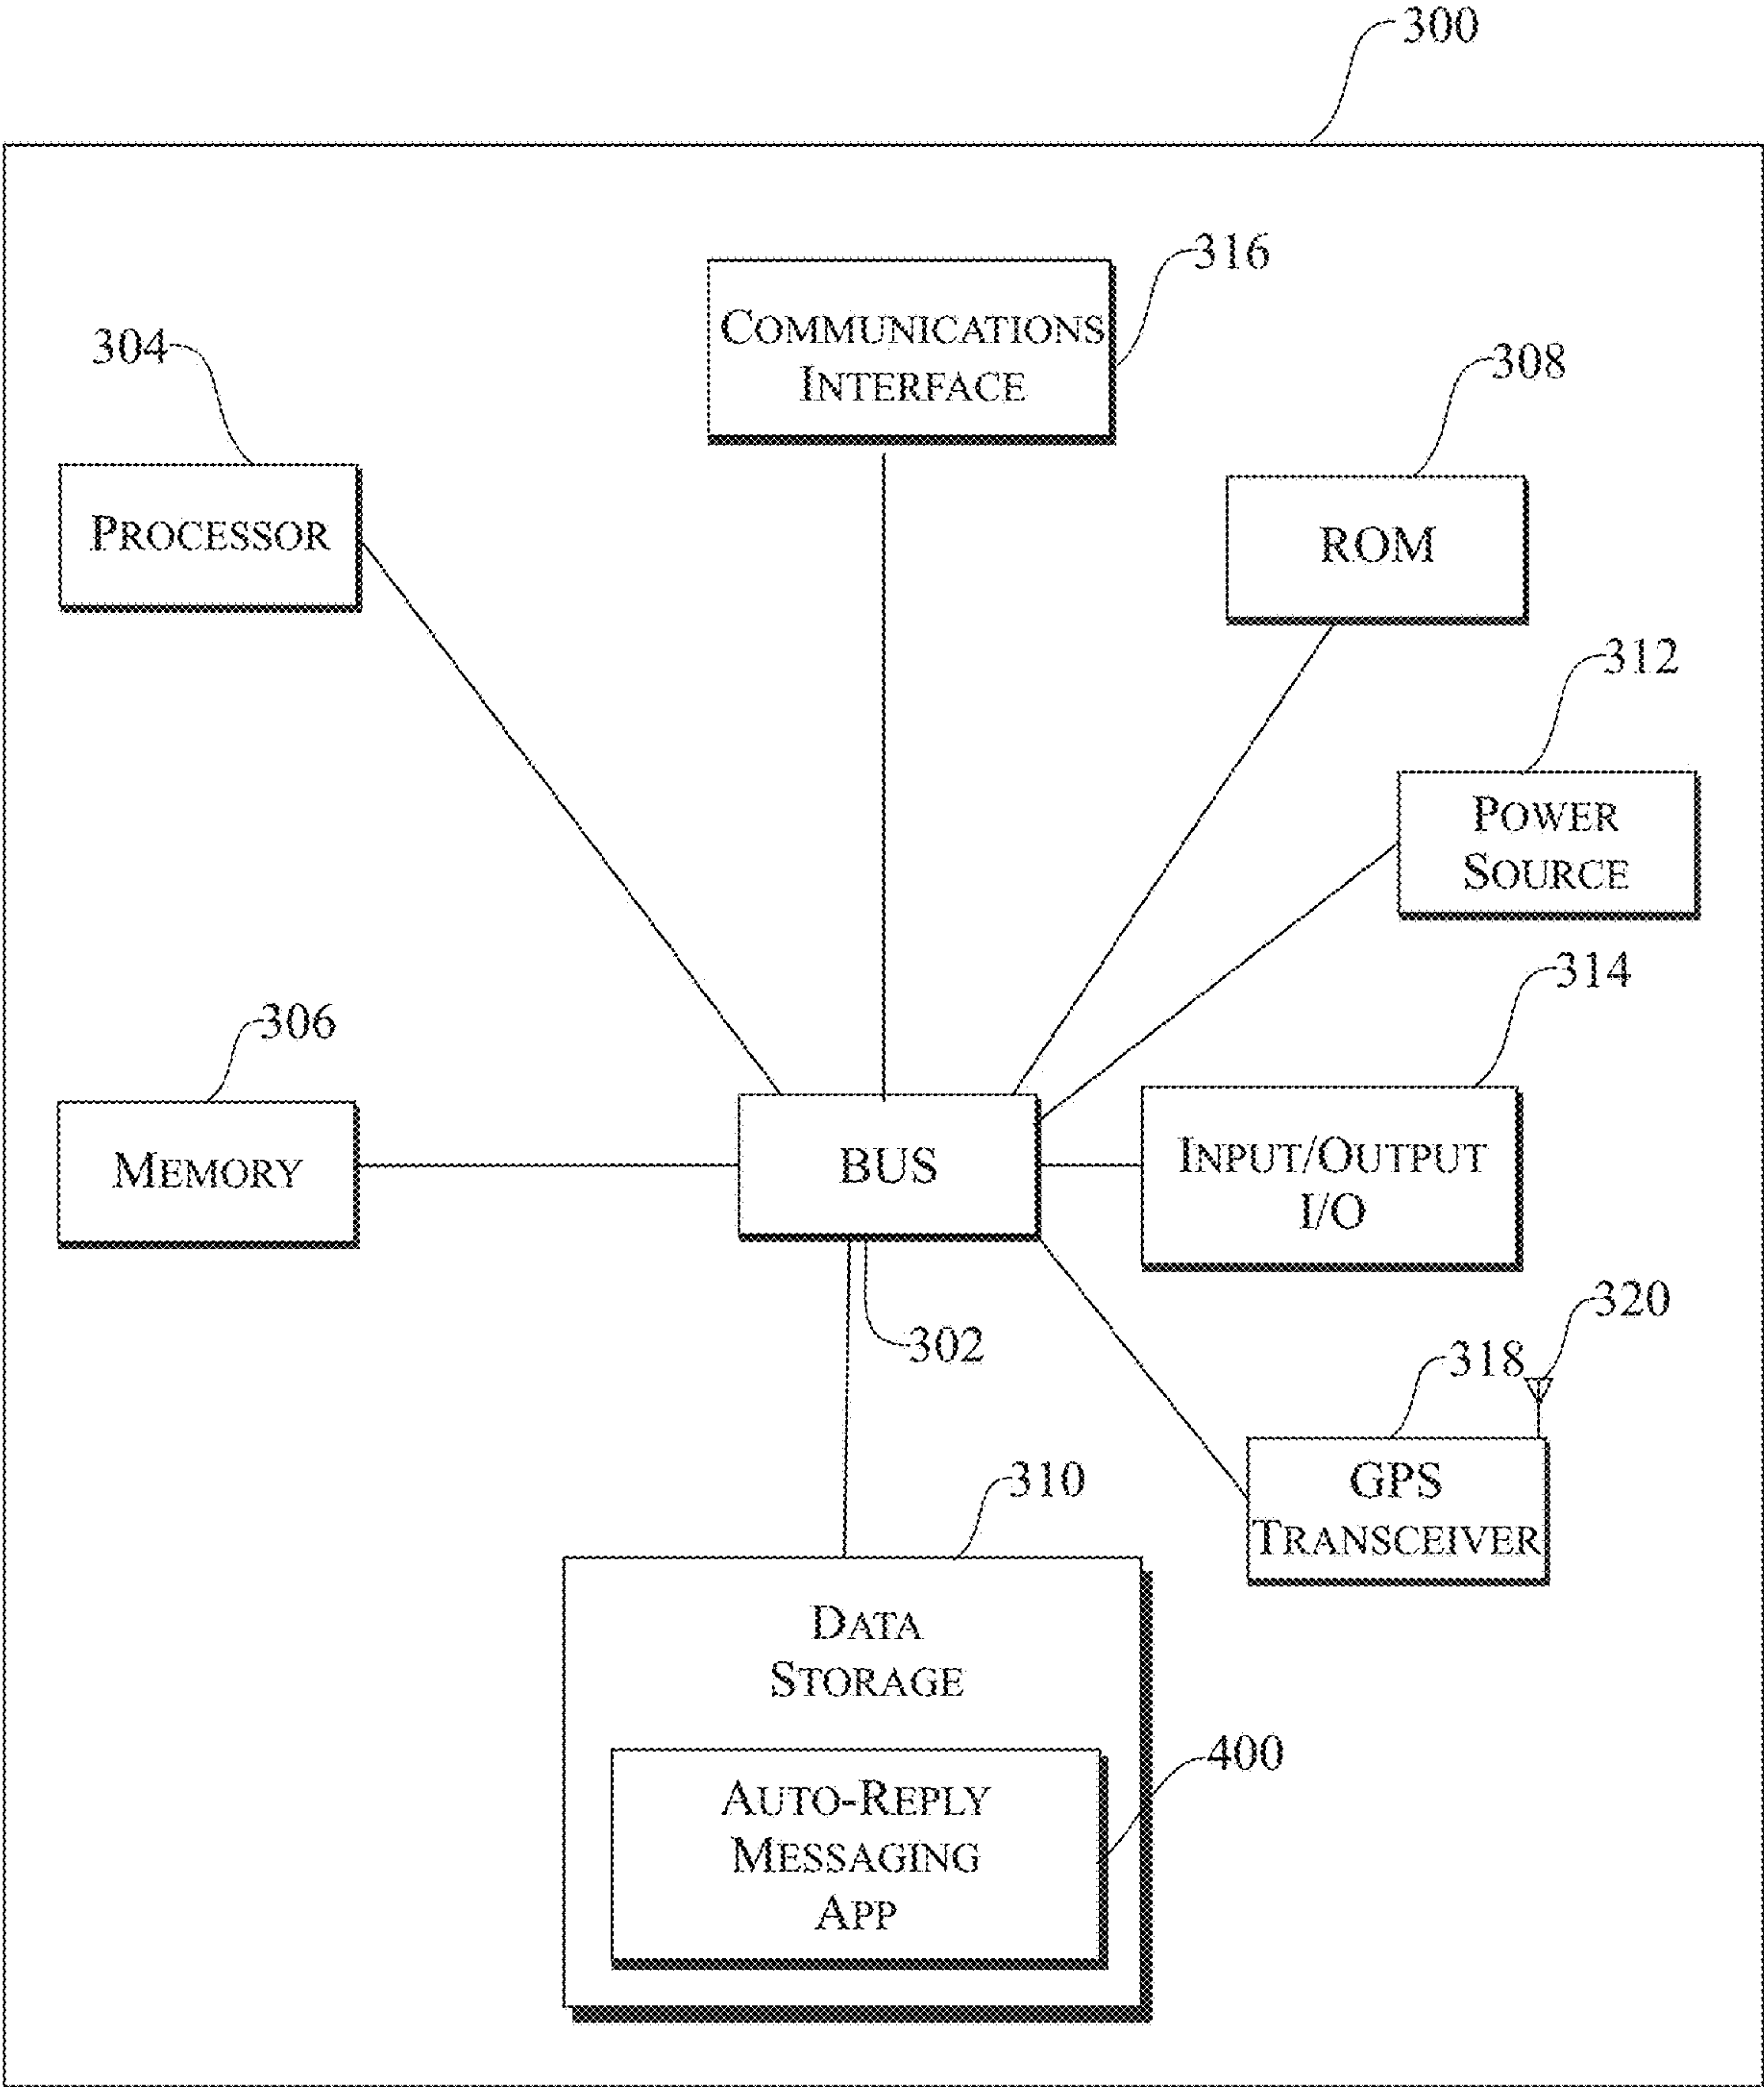 300
316
COMMUNICATIONS
INTERFACE
304
PROCESSOR
308
ROM
312
POWER
SOURCE
314
INPUT/OUTPUT
I/O
306
MEMORY
BUS
302
320
318
GPS
TRANSCEIVER
310
DATA
STORAGE
400
AUTO-REPLY
MESSAGING
APP